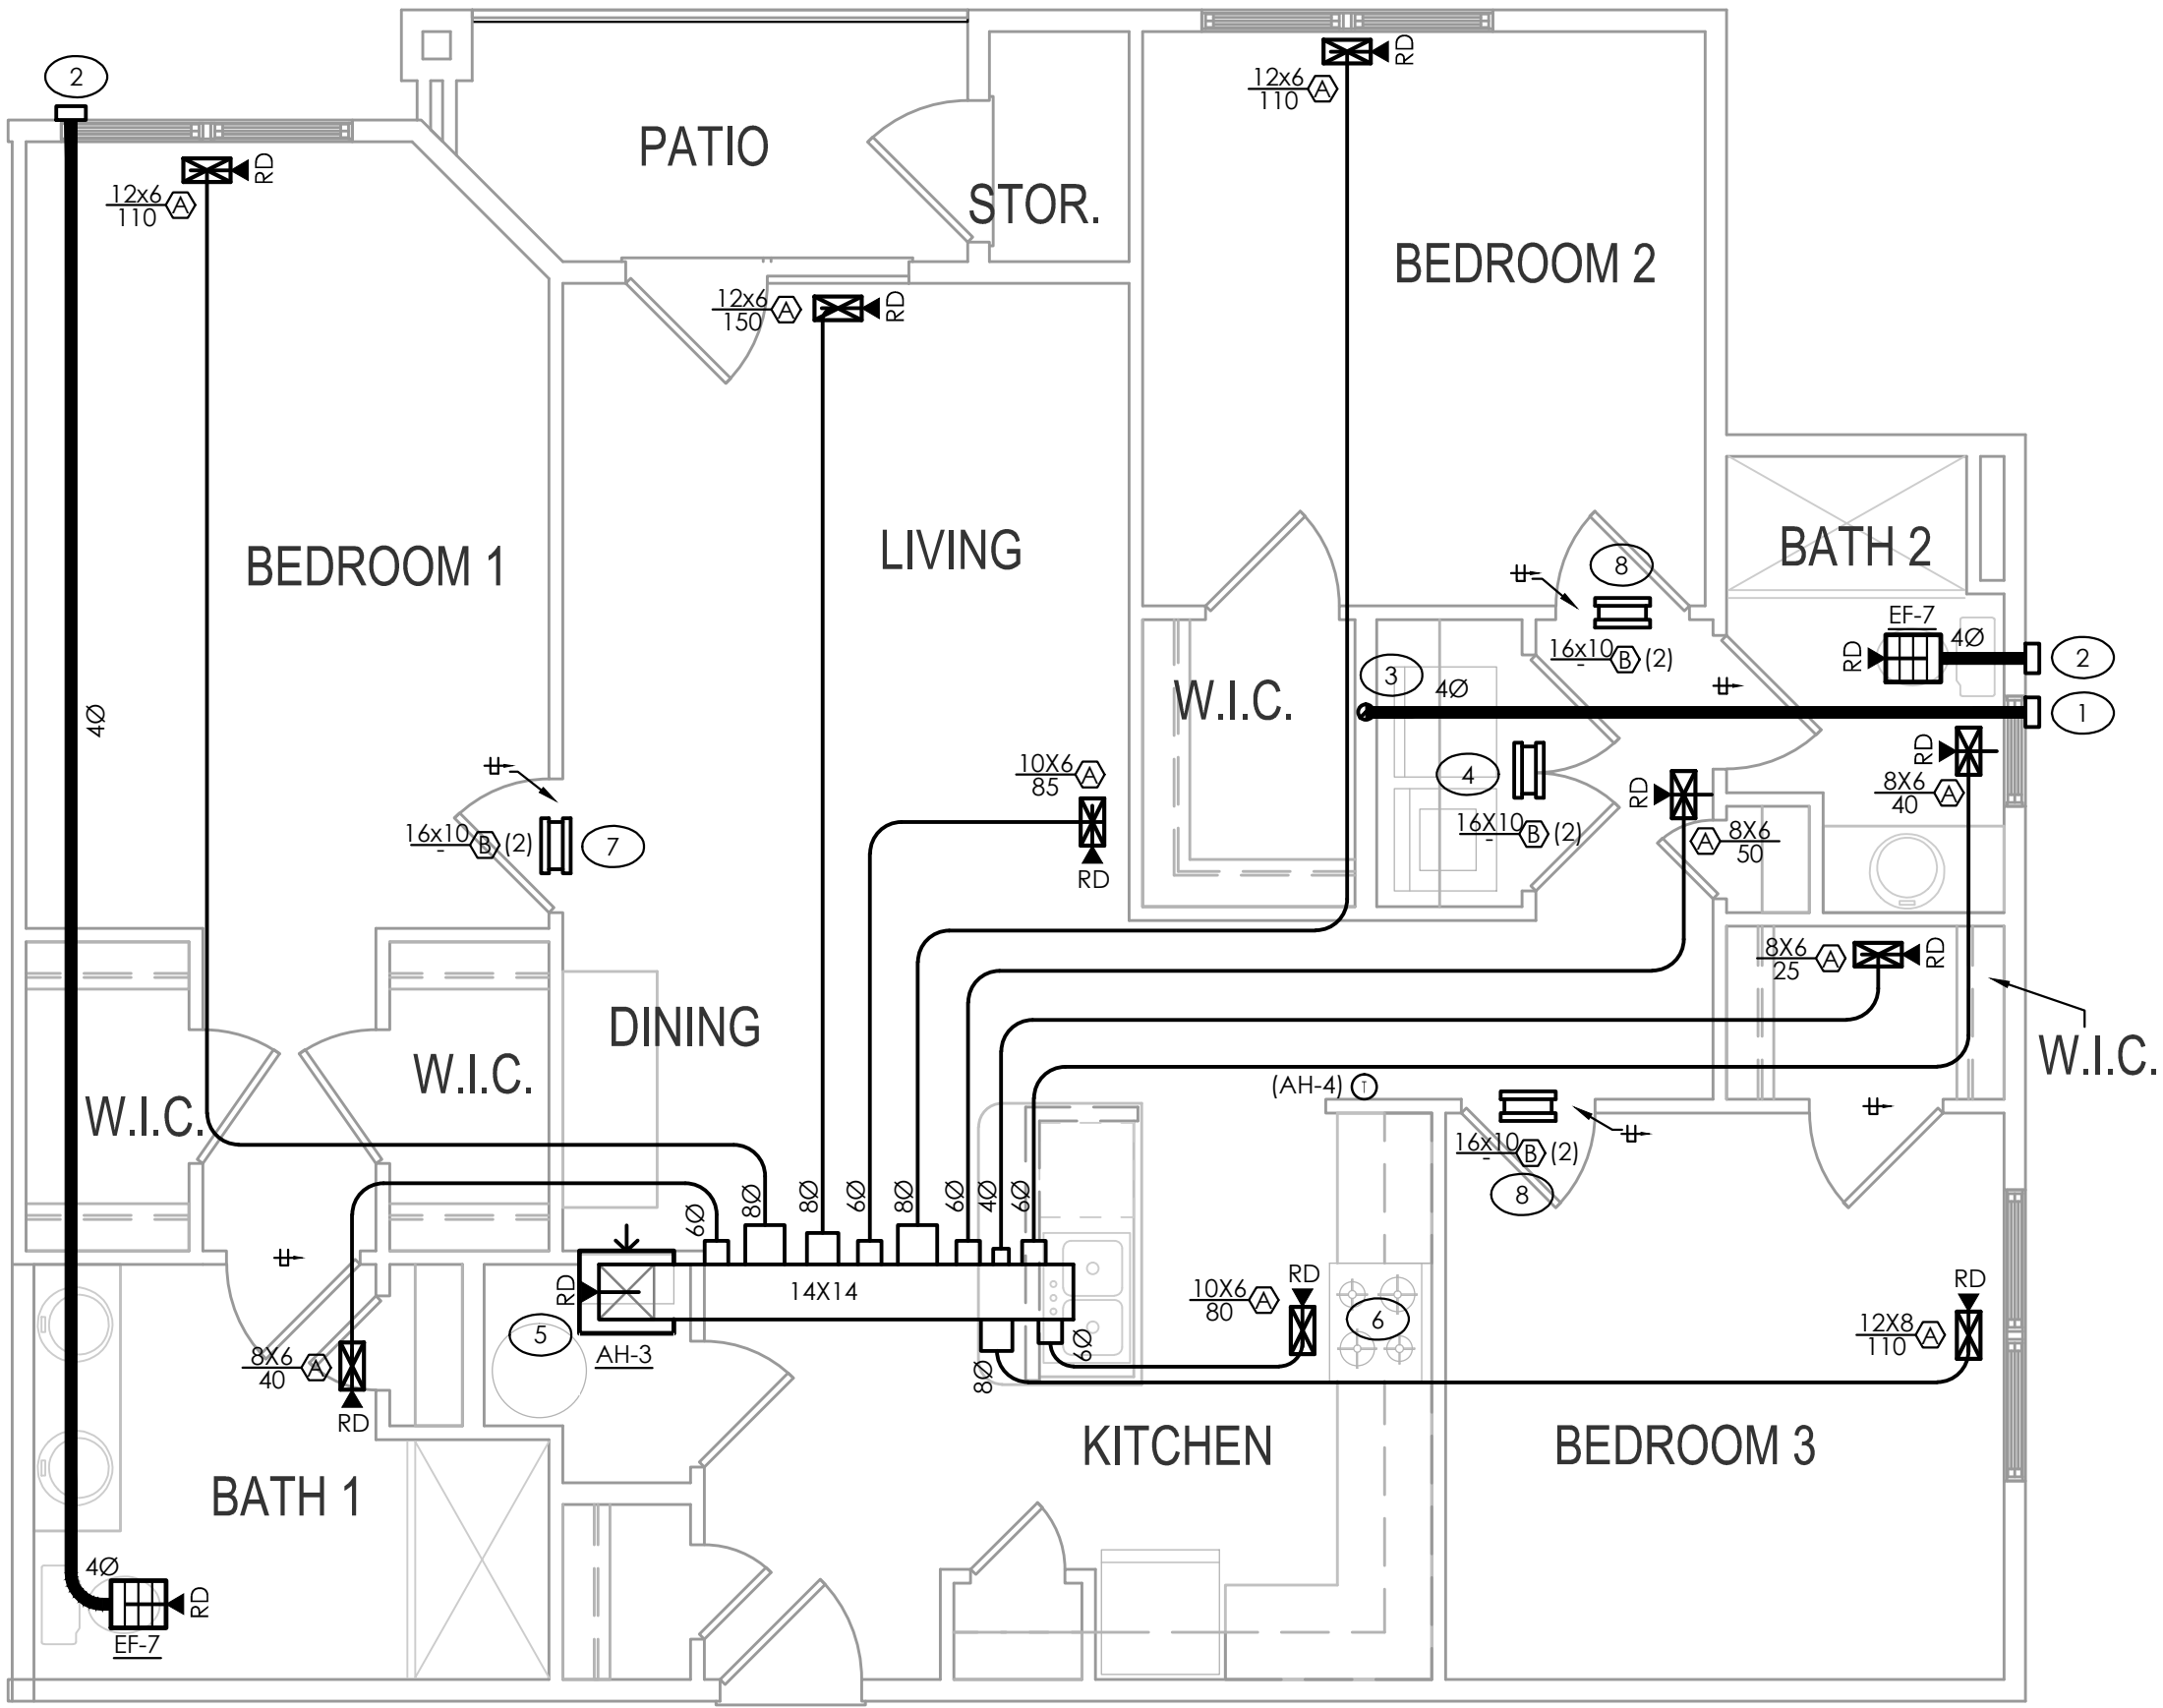 2
RD
12x6
110
A
PATIO
STOR.
RD
12x6
110
A
BEDROOM 2
12x6
150
A
RD
BEDROOM 1
LIVING
BATH 2
8
EF-7
4Ø
RD
2
16x10
-
B
(2)
3
4Ø
W.I.C.
1
4Ø
RD
8X6
40
A
10X6
85
A
RD
4
16X10
-
B
(2)
RD
A
8X6
50
16x10
-
B
(2)
7
8X6
25
A
RD
DINING
W.I.C.
W.I.C.
W.I.C.
(AH-4)
T
16x10
-
B
(2)
8
6Ø
8Ø
8Ø
6Ø
8Ø
6Ø
4Ø
6Ø
RD
14X14
5
AH-3
8Ø
6Ø
10X6
80
A
RD
6
RD
12X8
110
A
8X6
40
A
RD
KITCHEN
BEDROOM 3
BATH 1
4Ø
RD
EF-7